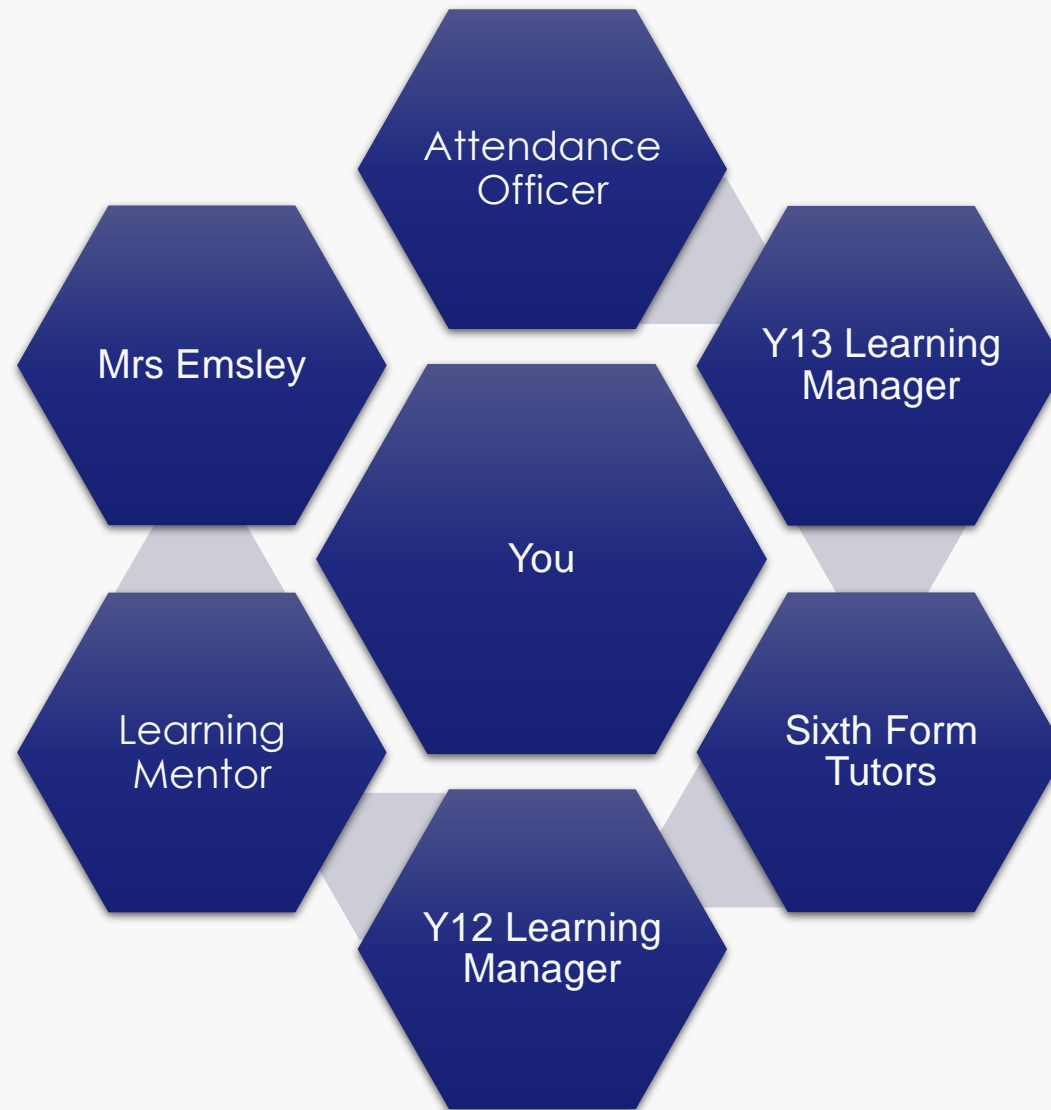 Attendance
Officer
Mrs Emsley
Y13 Learning
Manager
You
Learning
Mentor
Sixth Form
Tutors
Y12 Learning
Manager